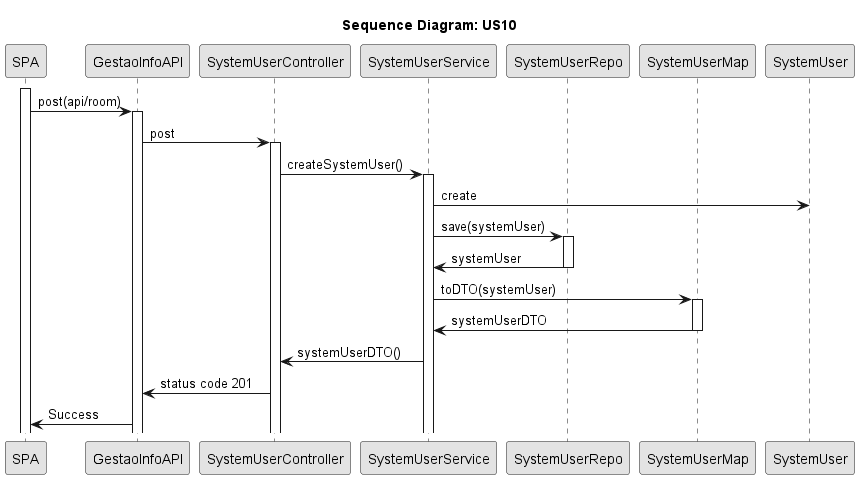 Sequence Diagram: US10
SPA GestaoInfoAPI SystemUserController SystemUserService SystemUserRepo SystemUserMap SystemUser
post(api/room)
post
createSystemUser()
create
save(systemUser)
systemUser
toDTO(systemUser)
systemUserDTO
systemUserDTO()
status code 201
Success
SPA GestaoInfoAPI SystemUserController SystemUserService SystemUserRepo SystemUserMap SystemUser